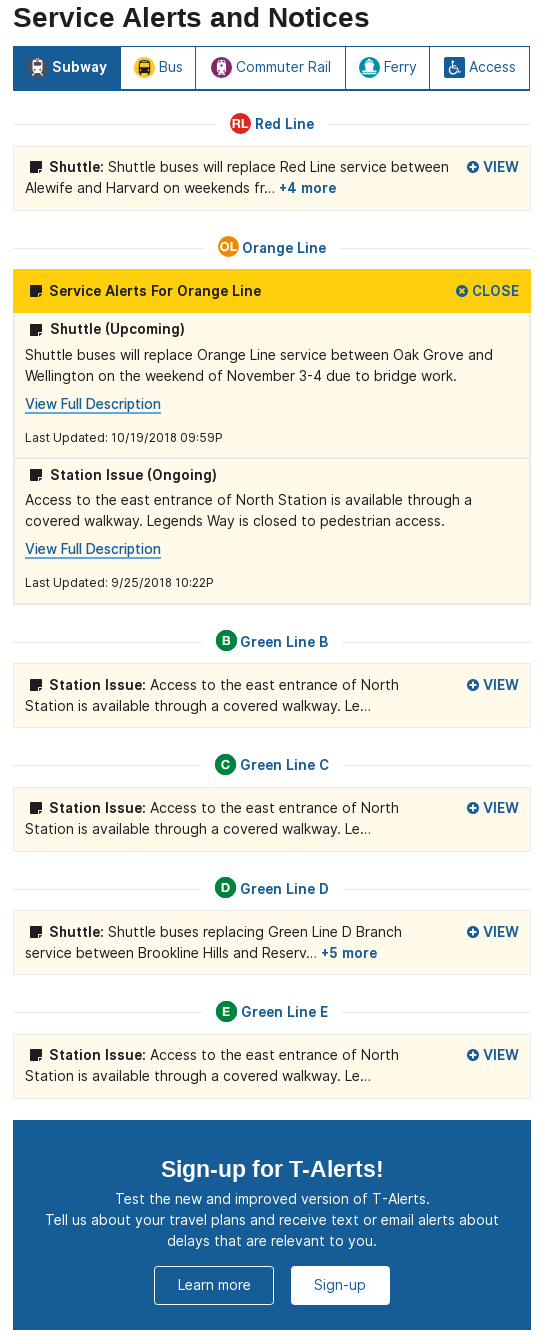 Service Alerts and Notices
Subway Bus Commuter Rail Ferry Access
RL Red Line
Shuttle: Shuttle buses will replace Red Line service between VIEW
Alewife and Harvard on weekends fr... +4 more
OL Orange Line
Service Alerts For Orange Line CLOSE
Shuttle (Upcoming)
Shuttle buses will replace Orange Line service between Oak Grove and
Wellington on the weekend of November 3-4 due to bridge work.
View Full Description
Last Updated: 10/19/2018 09:59P
Station Issue (Ongoing)
Access to the east entrance of North Station is available through a
covered walkway. Legends Way is closed to pedestrian access.
View Full Description
Last Updated: 9/25/2018 10:22P
B Green Line B
Station Issue: Access to the east entrance of North VIEW
Station is available through a covered walkway. Le...
C Green Line C
Station Issue: Access to the east entrance of North VIEW
Station is available through a covered walkway. Le...
D Green Line D
Shuttle: Shuttle buses replacing Green Line D Branch VIEW
service between Brookline Hills and Reserv... +5 more
E Green Line E
Station Issue: Access to the east entrance of North VIEW
Station is available through a covered walkway. Le...
Sign-up for T-Alerts!
Test the new and improved version of T-Alerts.
Tell us about your travel plans and receive text or email alerts about
delays that are relevant to you.
Learn more Sign-up